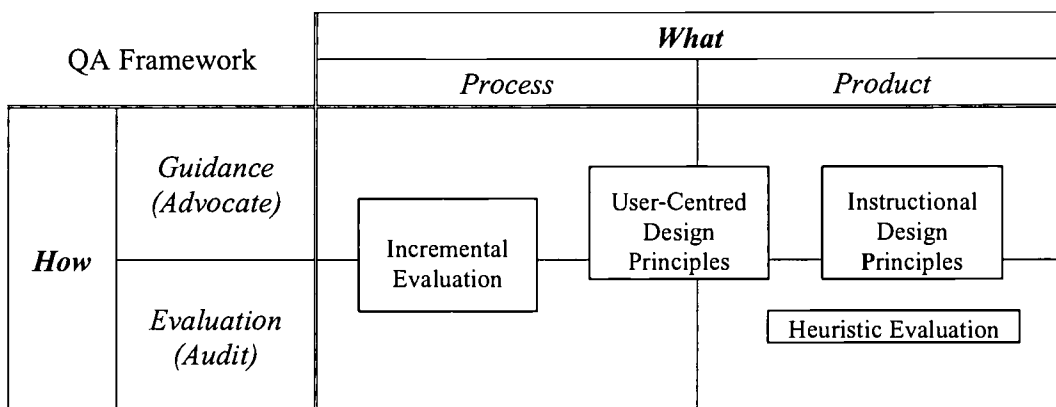 What
QA Framework
Process
Product
Guidance
(Advocate)
How
Evaluation
(Audit)
Incremental
Evaluation
User-Centred
Design
Principles
Instructional
Design
Principles
Heuristic Evaluation